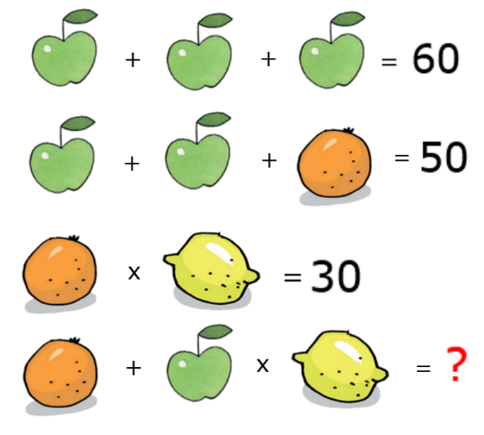 + + = 60
+ + = 50
x = 30
+ x = ?